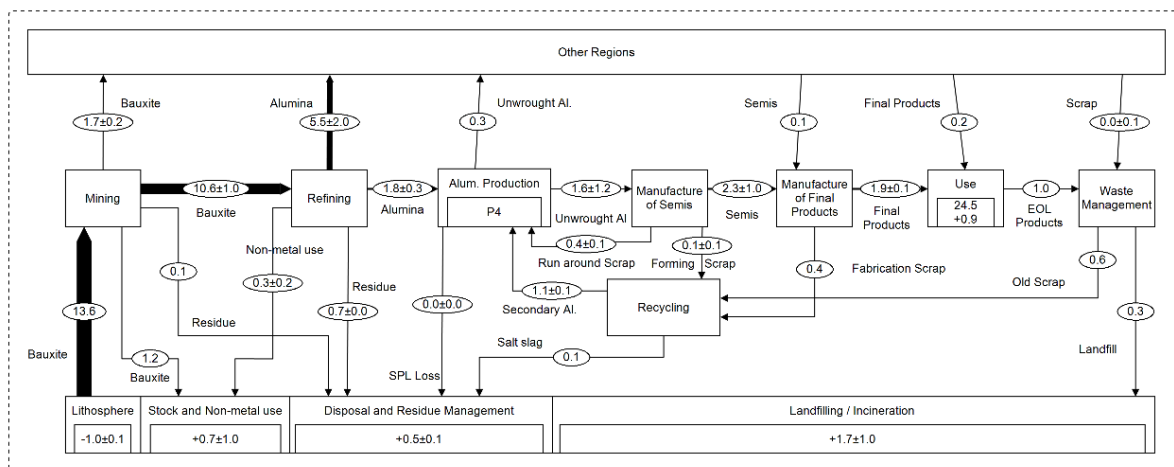 Other Regions
Bauxite
Alumina
Unwrought Al.
Semis
Final Products
Scrap
1.7±0.2
5.5±2.0
0.3
0.1
0.2
0.0±0.1
Mining
10.6±1.0
Bauxite
Refining
1.8±0.3
Alumina
Alum. Production
P4
1.6±1.2
Unwrought Al
Manufacture
of Semis
2.3±1.0
Semis
Manufacture
of Final
Products
1.9±0.1
Final
Products
Use
24.5
+0.9
1.0
EOL
Products
Waste
Management
Non-metal use
0.4±0.1
Run around Scrap
0.1±0.1
Forming Scrap
0.4
Fabrication Scrap
0.6
Old Scrap
0.1
0.3±0.2
Residue
0.0±0.0
1.1±0.1
Secondary Al.
Recycling
13.6
0.7±0.0
0.3
Residue
Salt slag
0.1
Bauxite
1.2
Bauxite
SPL Loss
Landfill
Lithosphere
-1.0±0.1
Stock and Non-metal use
+0.7±1.0
Disposal and Residue Management
+0.5±0.1
Landfilling / Incineration
+1.7±1.0